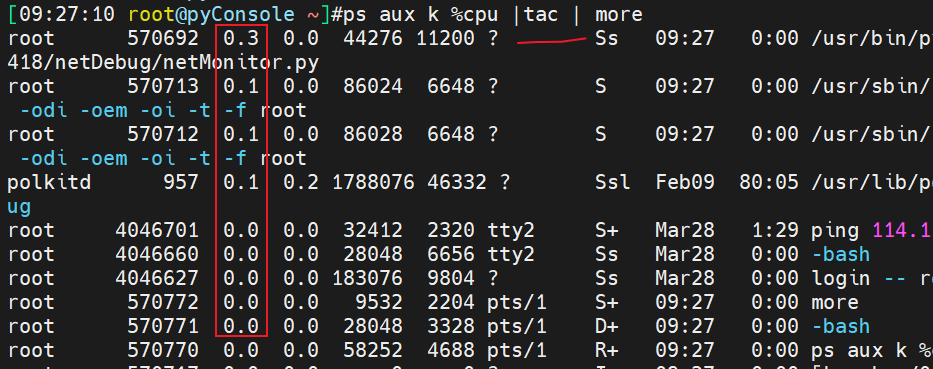 [09:27:10 root@pyConsole ~]#ps aux k %cpu |tac | more
root 570692 0.3 0.0 44276 11200 ? Ss 09:27 0:00 /usr/bin/p
418/netDebug/netMonitor.py
root 570713 0.1 0.0 86024 6648 ? S 09:27 0:00 /usr/sbin/
-odi -oem -oi -t -f root
root 570712 0.1 0.0 86028 6648 ? S 09:27 0:00 /usr/sbin/
-odi -oem -oi -t -f root
polkitd 957 0.1 0.2 1788076 46332 ? Ssl Feb09 80:05 /usr/lib/p
ug
root 4046701 0.0 0.0 32412 2320 tty2 S+ Mar28 1:29 ping 114.1
root 4046660 0.0 0.0 28048 6656 tty2 Ss Mar28 0:00 -bash
root 4046627 0.0 0.0 183076 9804 ? Ss Mar28 0:00 login -- r
root 570772 0.0 0.0 9532 2204 pts/1 S+ 09:27 0:00 more
root 570771 0.0 0.0 28048 3328 pts/1 D+ 09:27 0:00 -bash
root 570770 0.0 0.0 58252 4688 pts/1 R+ 09:27 0:00 ps aux k %